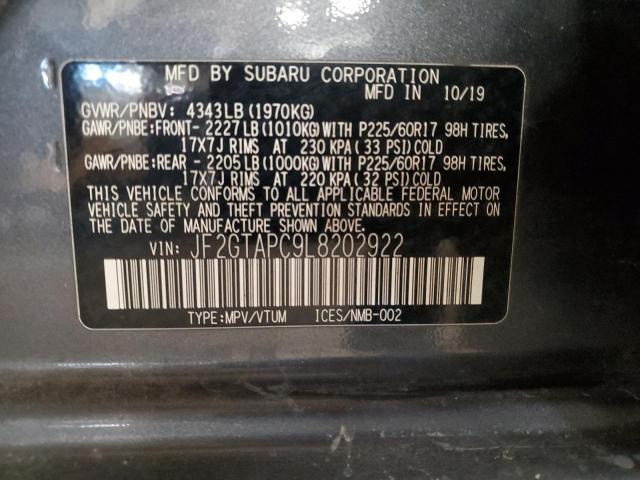 MFD BY SUBARU CORPORATION
MFD IN 10/19
GVWR/PNBV: 4343LB (1970KG)
GAWR/PNBE:FRONT- 2227LB (1010KG) WITH P225/60R17 98H TIRES,
17X7J RIMS AT 230 KPA ( 33 PSI) COLD
GAWR/PNBE:REAR - 2205LB (1000KG) WITH P225/60R17 98H TIRES,
17X7J RIMS AT 220 KPA ( 32 PSI) COLD
THIS VEHICLE CONFORMS TO ALL APPLICABLE FEDERAL MOTOR
VEHICLE SAFETY AND THEFT PREVENTION STANDARDS IN EFFECT
ON THE DATE OF MANUFACTURE SHOWN ABOVE.
VIN: JF2GTAPC9L8202922
TYPE:MPV/VTUM ICES/NMB-002